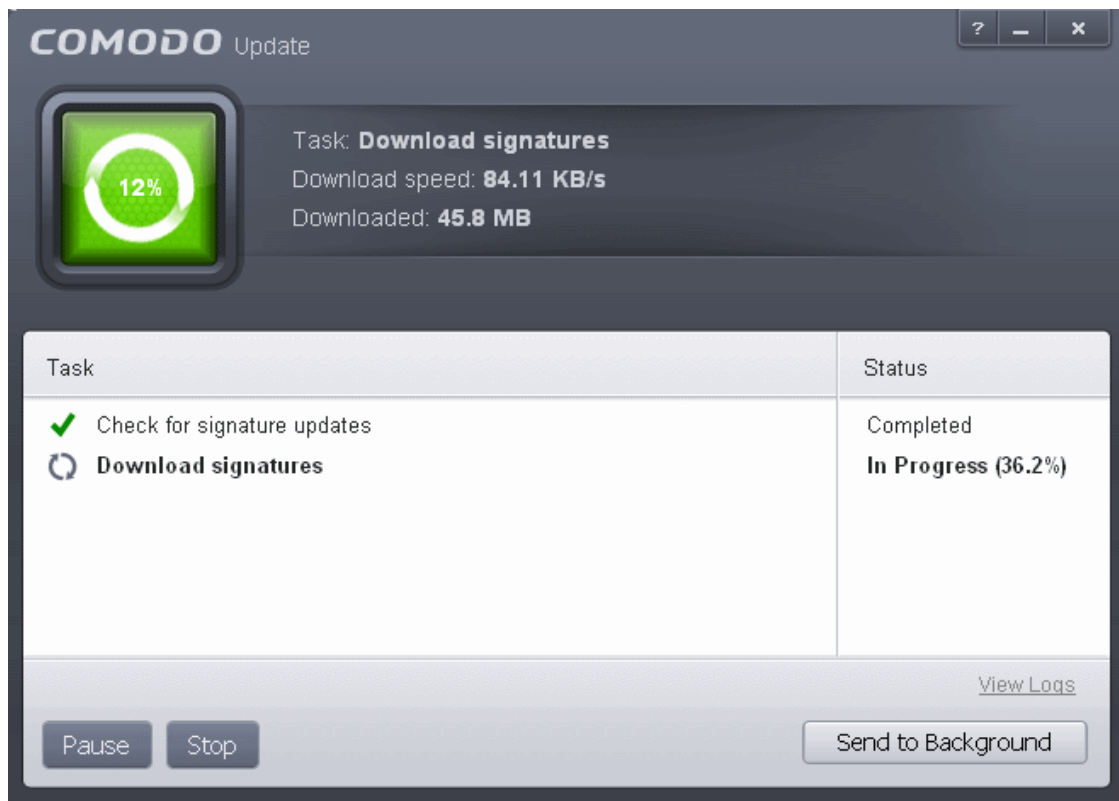 COMODO Update
? _ x
12%
Task: Download signatures
Download speed: 84.11 KB/s
Downloaded: 45.8 MB
Task Status
Check for signature updates Completed
Download signatures In Progress (36.2%)
View Logs
Pause Stop Send to Background